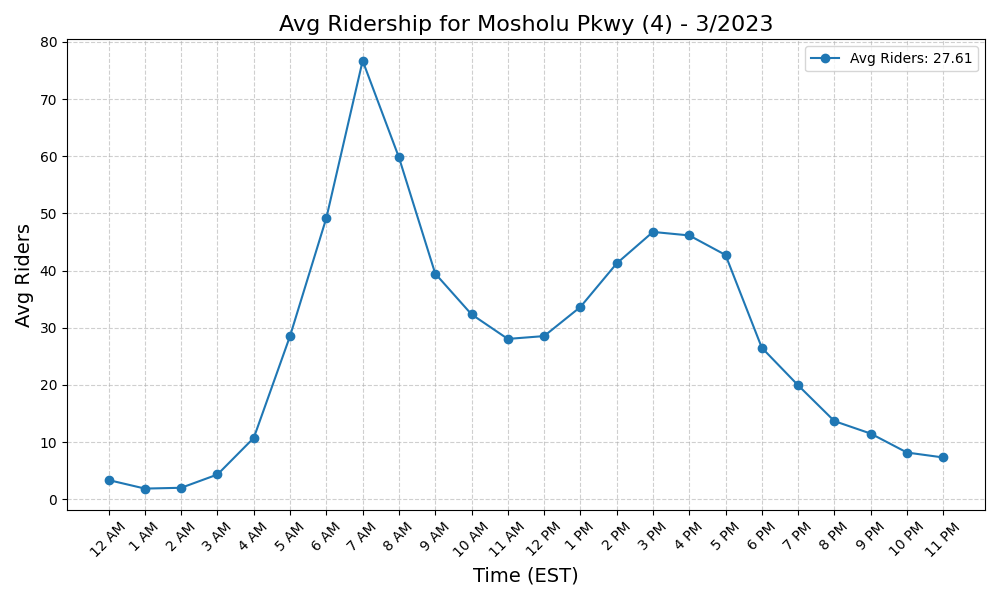 Avg Ridership for Mosholu Pkwy (4) - 3/2023
Avg Riders: 27.61
Avg Riders
80
70
60
50
40
30
20
10
0
12 AM 1 AM 2 AM 3 AM 4 AM 5 AM 6 AM 7 AM 8 AM 9 AM 10 AM 11 AM 12 PM 1 PM 2 PM 3 PM 4 PM 5 PM 6 PM 7 PM 8 PM 9 PM 10 PM 11 PM
Time (EST)